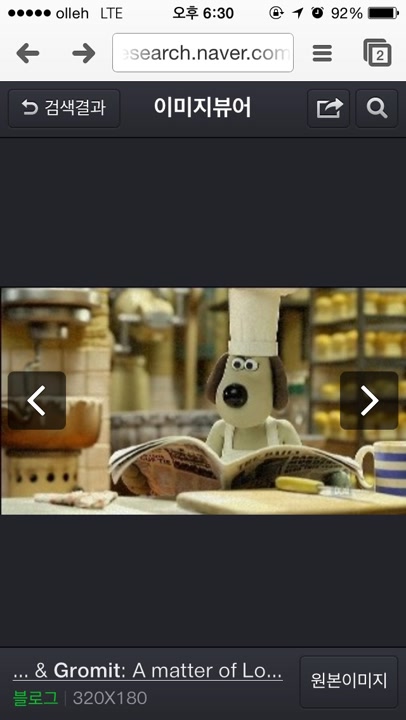 olleh LTE 오후 6:30 92%
esearch.naver.com 2
검색결과 이미지뷰어
... & Gromit: A matter of Lo...
블로그 | 320X180
원본이미지